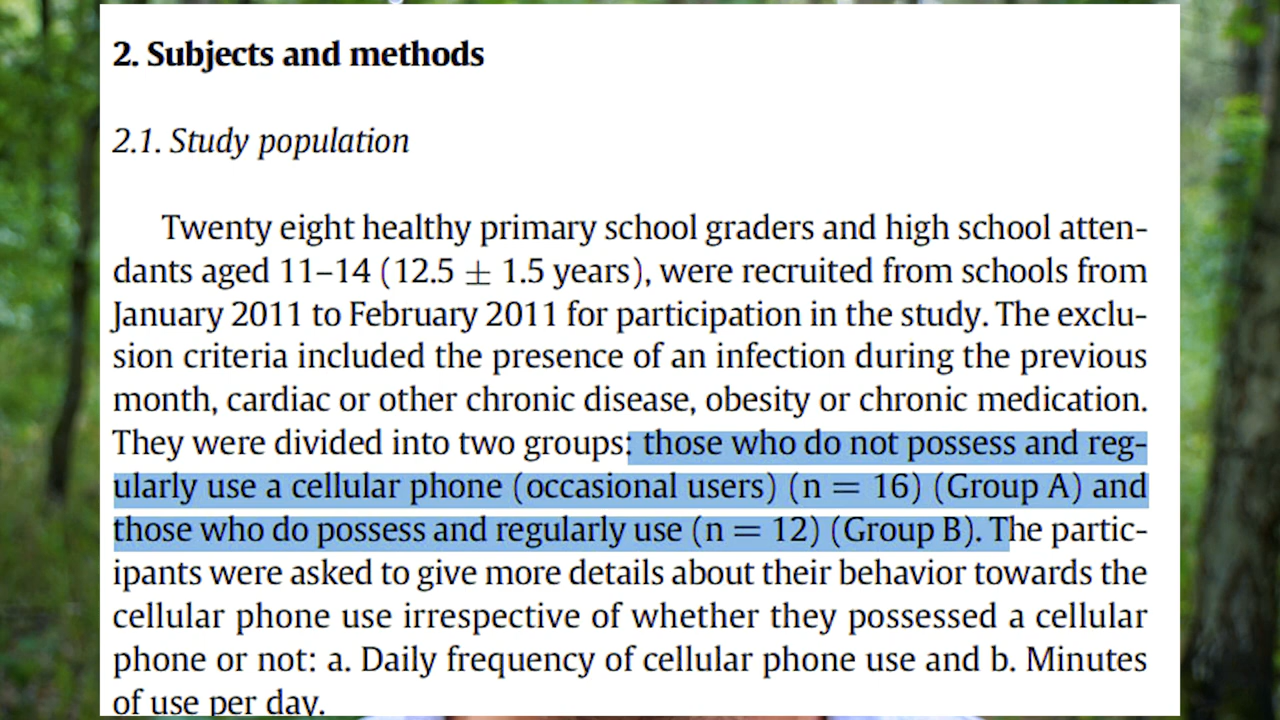 2. Subjects and methods
2.1. Study population
Twenty eight healthy primary school graders and high school atten-
dants aged 11–14 (12.5 ± 1.5 years), were recruited from schools from
January 2011 to February 2011 for participation in the study. The exclu-
sion criteria included the presence of an infection during the previous
month, cardiac or other chronic disease, obesity or chronic medication.
They were divided into two groups: those who do not possess and reg-
ularly use a cellular phone (occasional users) (n = 16) (Group A) and
those who do possess and regularly use (n = 12) (Group B). The partic-
ipants were asked to give more details about their behavior towards the
cellular phone use irrespective of whether they possessed a cellular
phone or not: a. Daily frequency of cellular phone use and b. Minutes
of use per day.